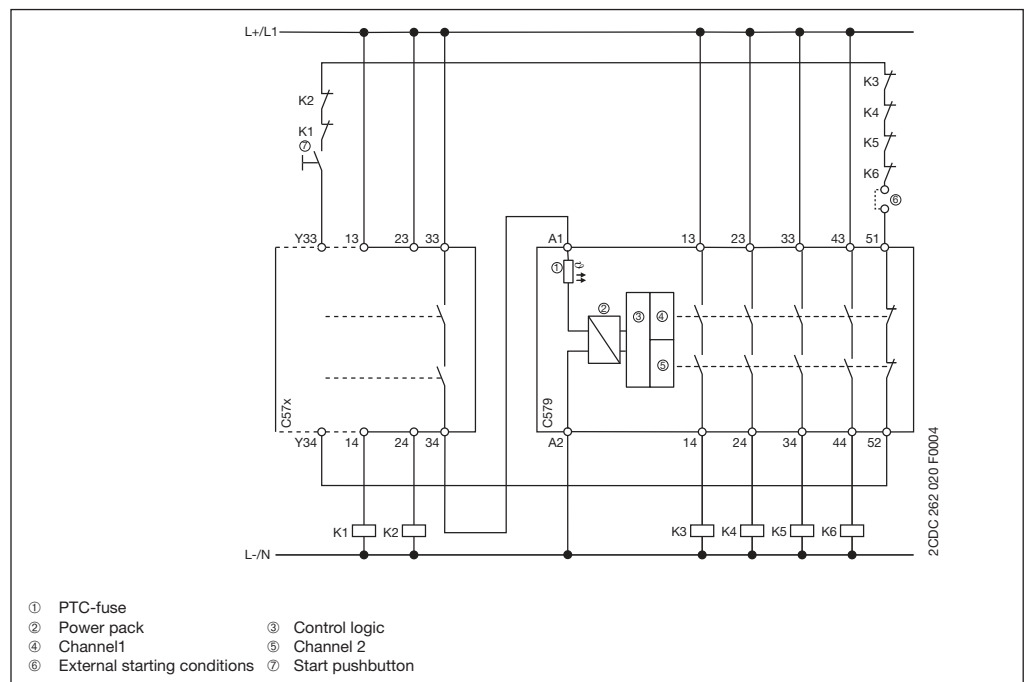 L+/L1
K2
K1
⑦
K3
K4
K5
K6
⑥
Y33 13 23 33 A1 13 23 33 43 51
① ϑ
②
③ ④
⑤
C57x
C579
Y34 14 24 34 A2 14 24 34 44 52
K1 K2 K3 K4 K5 K6
L-/N
2CDC 262 020 F0004
① PTC-fuse
② Power pack ③ Control logic
④ Channel1 ⑤ Channel 2
⑥ External starting conditions ⑦ Start pushbutton